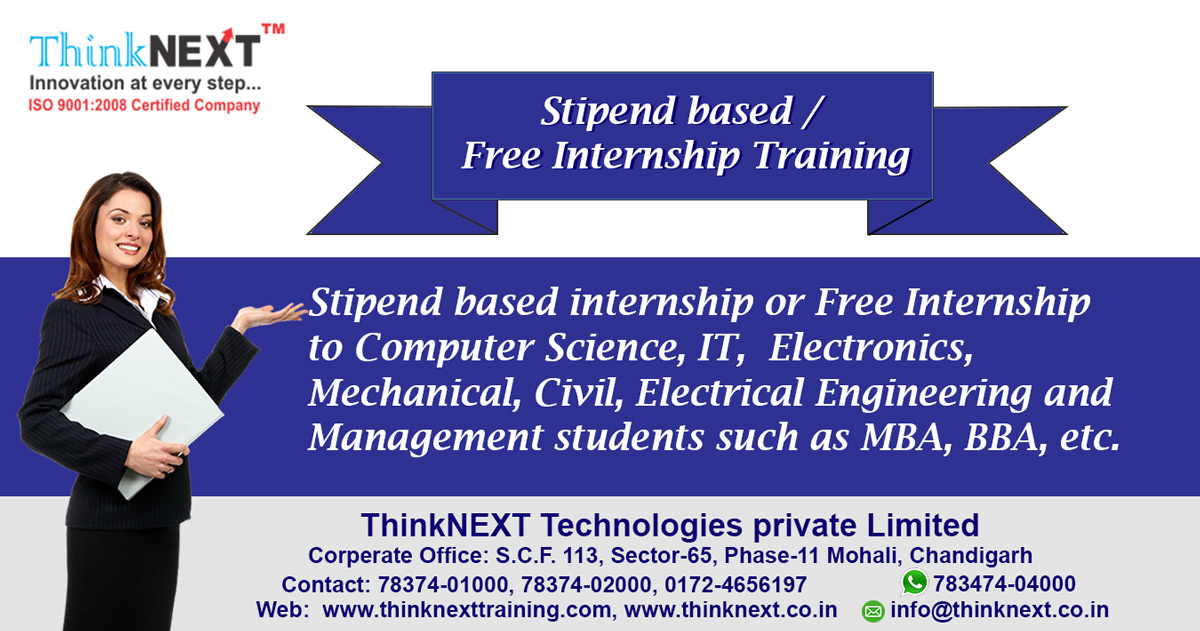 ThinkNEXT™
Innovation at every step...
ISO 9001:2008 Certified Company
Stipend based /
Free Internship Training
Stipend based internship or Free Internship
to Computer Science, IT, Electronics,
Mechanical, Civil, Electrical Engineering and
Management students such as MBA, BBA, etc.
ThinkNEXT Technologies private Limited
Corperate Office: S.C.F. 113, Sector-65, Phase-11 Mohali, Chandigarh
Contact: 78374-01000, 78374-02000, 0172-4656197 783474-04000
Web: www.thinknexttraining.com, www.thinknext.co.in info@thinknext.co.in